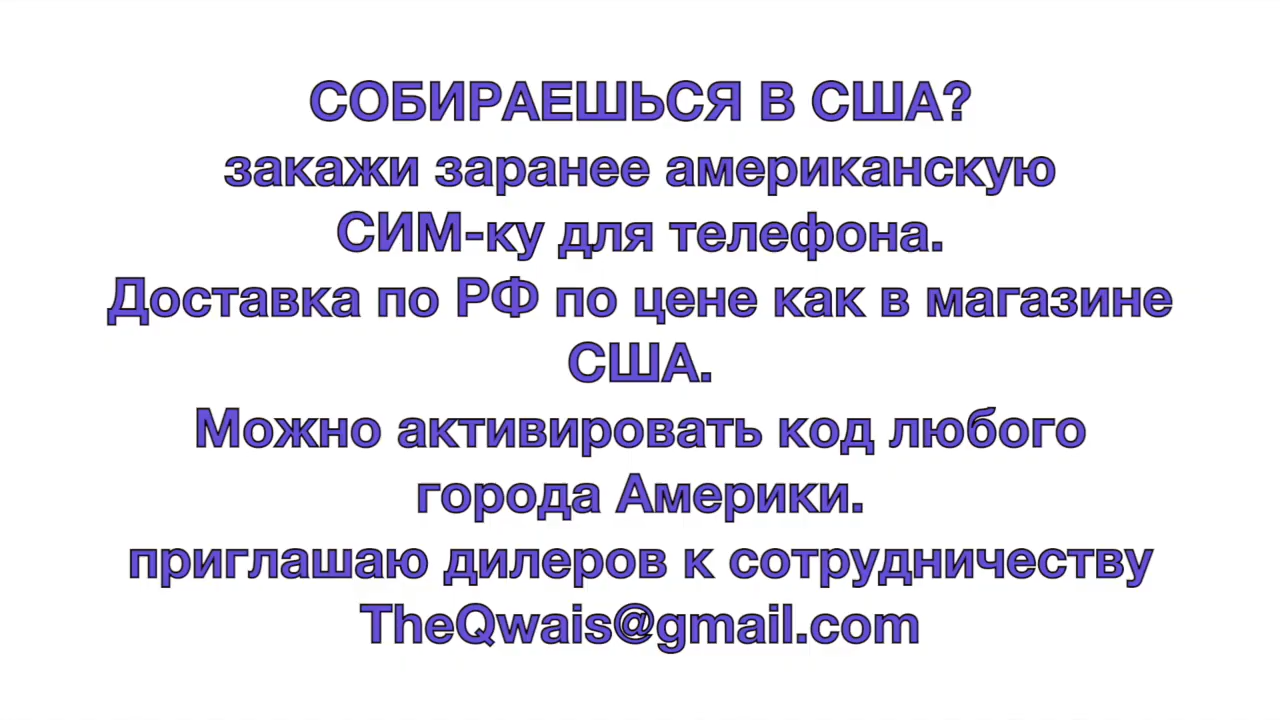 СОБИРАЕШЬСЯ В США?
закажи заранее американскую
СИМ-ку для телефона.
Доставка по РФ по цене как в магазине
США.
Можно активировать код любого
города Америки.
приглашаю дилеров к сотрудничеству
TheQwais@gmail.com